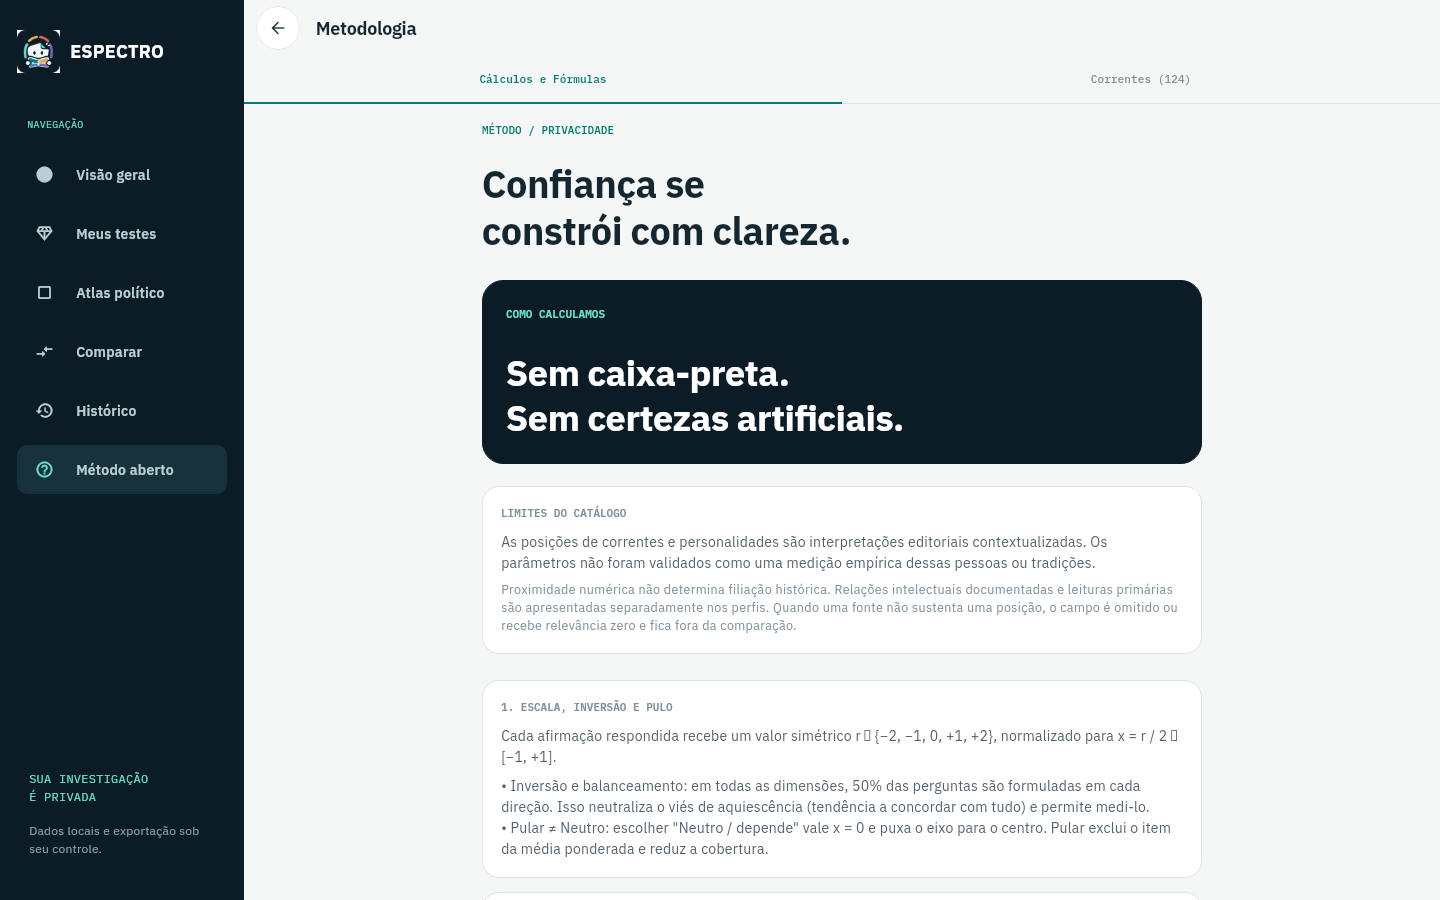 ESPECTRO
NAVEGAÇÃO
Visão geral
Meus testes
Atlas político
Comparar
Histórico
Método aberto
SUA INVESTIGAÇÃO
É PRIVADA
Dados locais e exportação sob
seu controle.
Metodologia
Cálculos e Fórmulas
Correntes (124)
MÉTODO / PRIVACIDADE
Confiança se
constrói com clareza.
COMO CALCULAMOS
Sem caixa-preta.
Sem certezas artificiais.
LIMITES DO CATÁLOGO
As posições de correntes e personalidades são interpretações editoriais contextualizadas. Os
parâmetros não foram validados como uma medição empírica dessas pessoas ou tradições.
Proximidade numérica não determina filiação histórica. Relações intelectuais documentadas e leituras primárias
são apresentadas separadamente nos perfis. Quando uma fonte não sustenta uma posição, o campo é omitido ou
recebe relevância zero e fica fora da comparação.
1. ESCALA, INVERSÃO E PULO
Cada afirmação respondida recebe um valor simétrico r ▯ {−2, −1, 0, +1, +2}, normalizado para x = r / 2 ▯
[−1, +1].
• Inversão e balanceamento: em todas as dimensões, 50% das perguntas são formuladas em cada
direção. Isso neutraliza o viés de aquiescência (tendência a concordar com tudo) e permite medi-lo.
• Pular ≠ Neutro: escolher "Neutro / depende" vale x = 0 e puxa o eixo para o centro. Pular exclui o item
da média ponderada e reduz a cobertura.